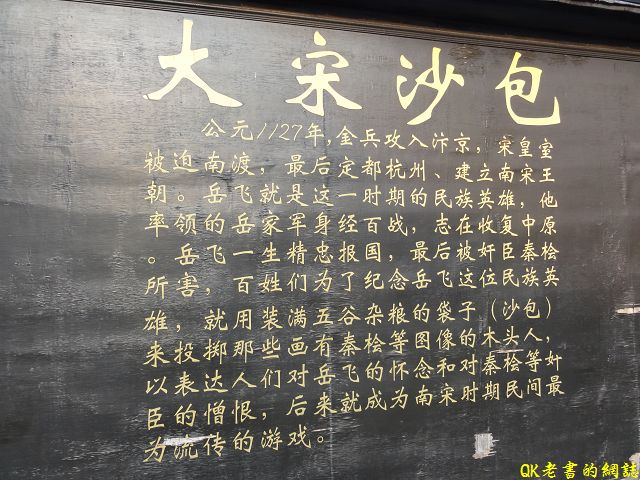 大宋沙包
公元1127年,金兵攻入汴京,宋皇室
被迫南渡,最后定都杭州、建立南宋王
朝。岳飞就是这一时期的民族英雄,他
率领的岳家军身经百战,志在收复中原
。岳飞一生精忠报国,最后被奸臣秦桧
所害,百姓们为了纪念岳飞这位民族英
雄,就用装满五谷杂粮的袋子(沙包)
来投掷那些画有秦桧等图像的木头人,
以表达人们对岳飞的怀念和对秦桧等奸
臣的憎恨,后来就成为南宋时期民间最
为流传的游戏。
QK老書的網誌